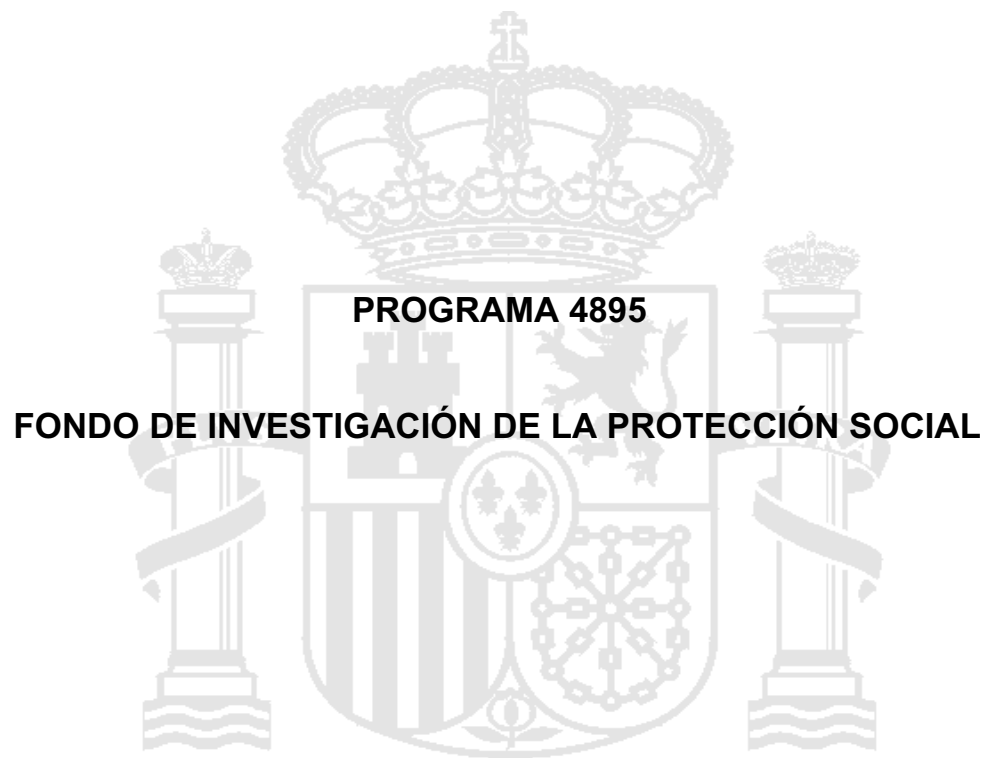 PROGRAMA 4895
FONDO DE INVESTIGACIÓN DE LA PROTECCIÓN SOCIAL